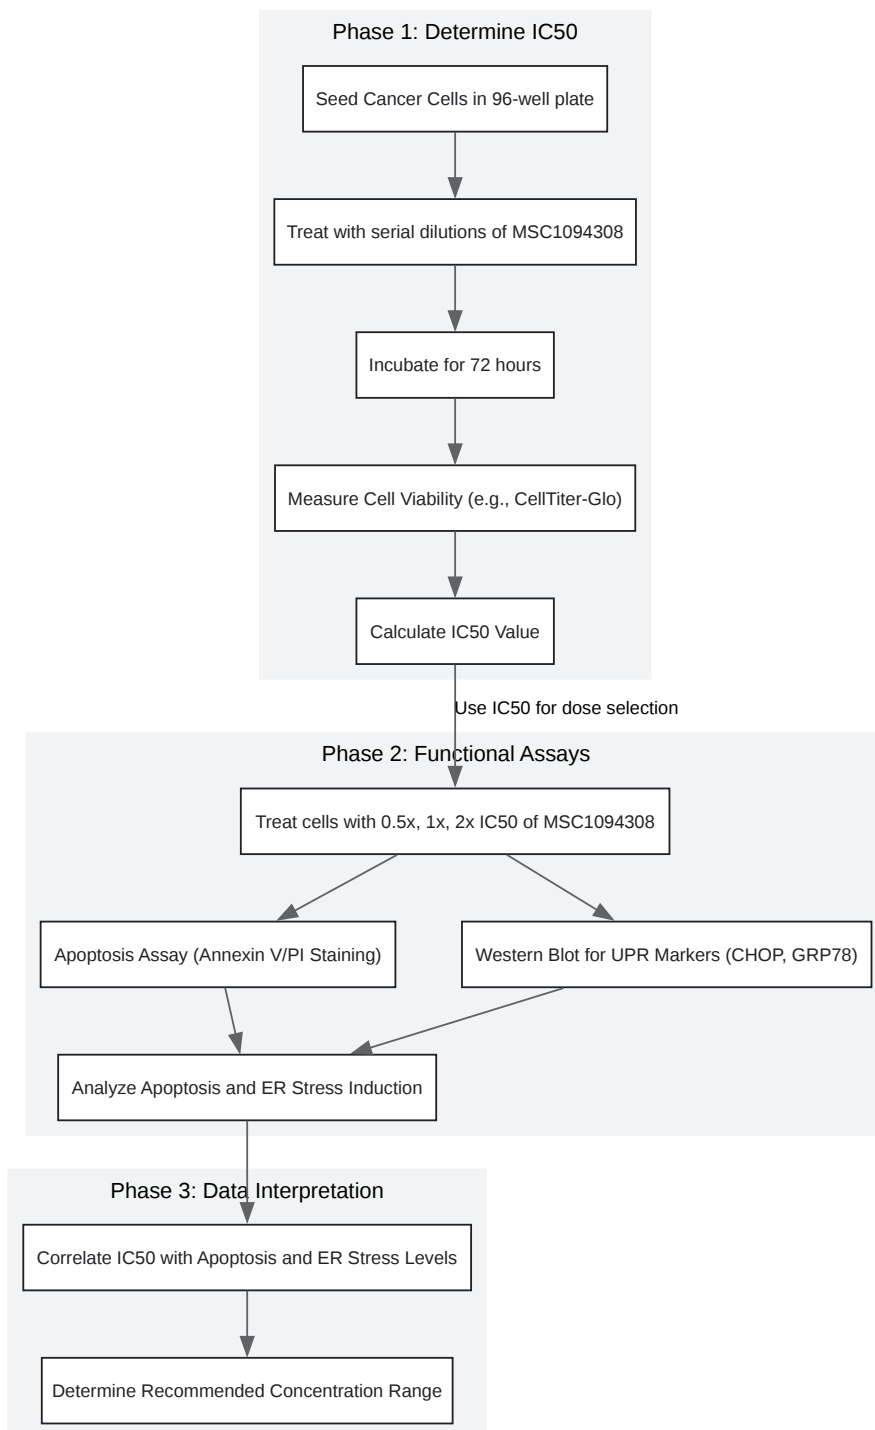 Phase 1: Determine IC50
Seed Cancer Cells in 96-well plate
Treat with serial dilutions of MSC1094308
Incubate for 72 hours
Measure Cell Viability (e.g., CellTiter-Glo)
Calculate IC50 Value
Use IC50 for dose selection
Phase 2: Functional Assays
Treat cells with 0.5x, 1x, 2x IC50 of MSC1094308
Apoptosis Assay (Annexin V/PI Staining)
Western Blot for UPR Markers (CHOP, GRP78)
Analyze Apoptosis and ER Stress Induction
Phase 3: Data Interpretation
Correlate IC50 with Apoptosis and ER Stress Levels
Determine Recommended Concentration Range